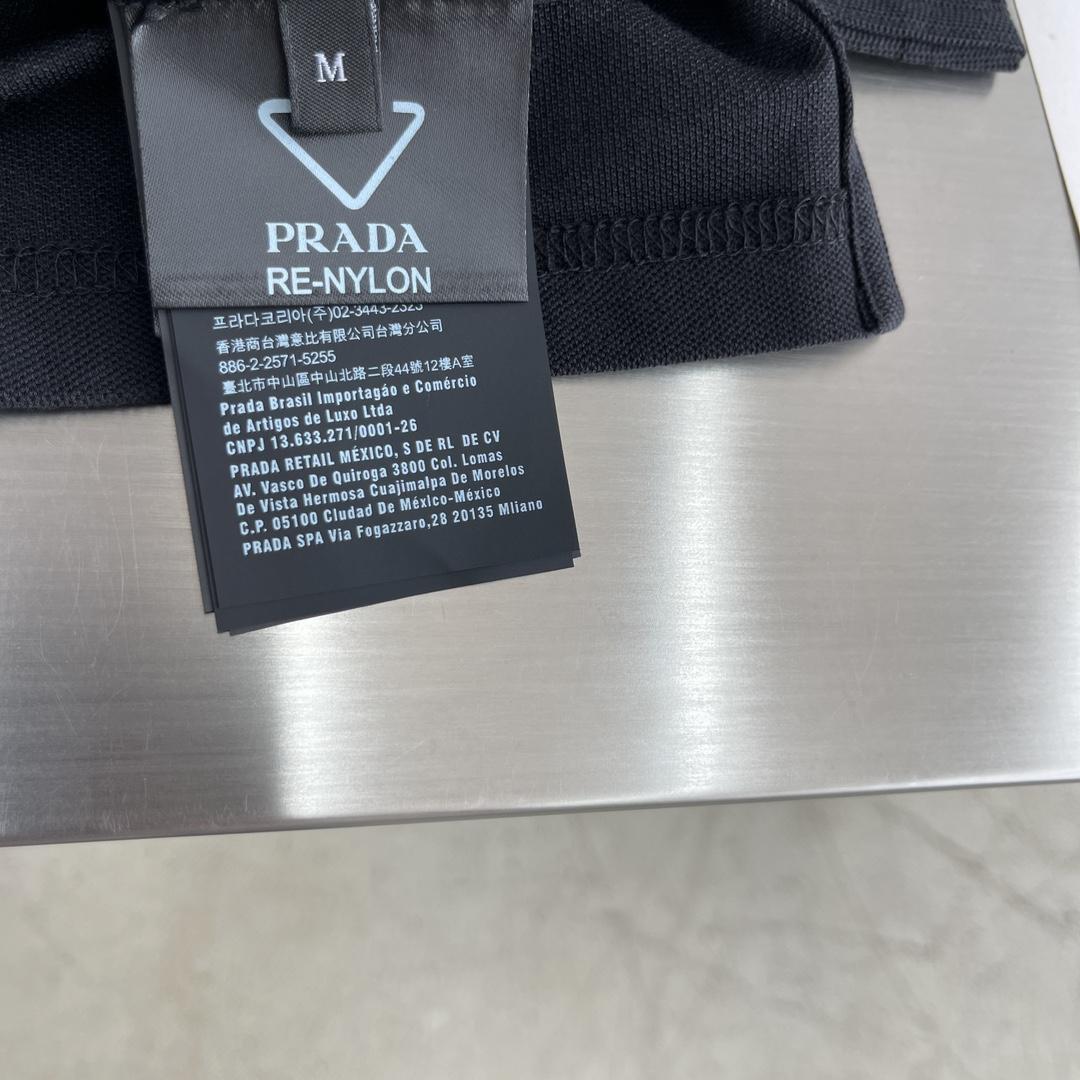 M
PRADA
RE-NYLON
프라다코리아(주)02-3443-2323
香港商台灣意比有限公司台灣分公司
886-2-2571-5255
臺北市中山區中山北路二段44號12樓A室
Prada Brasil Importagáo e Comércio
de Artigos de Luxo Ltda
CNPJ 13.633.271/0001-26
PRADA RETAIL MÉXICO, S DE RL DE CV
AV. Vasco De Quiroga 3800 Col. Lomas
De Vista Hermosa Cuajimalpa De Morelos
C.P. 05100 Cludad De México-México
PRADA SPA Via Fogazzaro,28 20135 Mliano